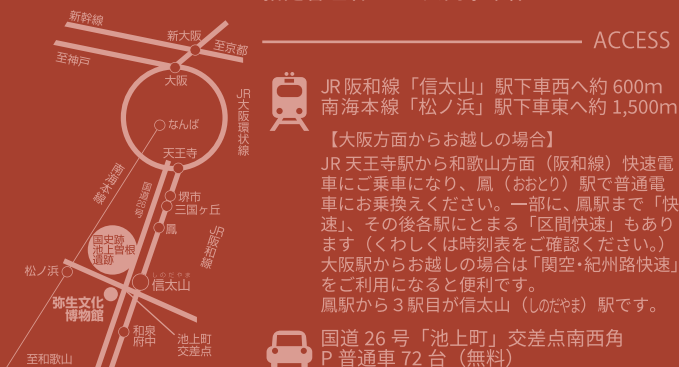 新幹線
新大阪
至京都
至神戸
大阪
JR大阪環状線
なんば
天王寺
南海本線
国道26号
堺市
三国ヶ丘
鳳
JR阪和線
国史跡
池上曽根
遺跡
松ノ浜
しのだやま
信太山
弥生文化
博物館
和泉
府中
池上町
交差点
至和歌山
ACCESS
JR阪和線「信太山」駅下車西へ約 600m
南海本線「松ノ浜」駅下車東へ約 1,500m
【大阪方面からお越しの場合】
JR 天王寺駅から和歌山方面（阪和線）快速電
車にご乗車になり、鳳（おおとり）駅で普通電
車にお乗換えください。一部に、鳳駅まで「快
速」、その後各駅にとまる「区間快速」もあり
ます（くわしくは時刻表をご確認ください。）
大阪駅からお越しの場合は「関空・紀州路快速」
をご利用になると便利です。
鳳駅から３駅目が信太山（しのだやま）駅です。
国道 26 号「池上町」交差点南西角
P 普通車 72 台（無料）